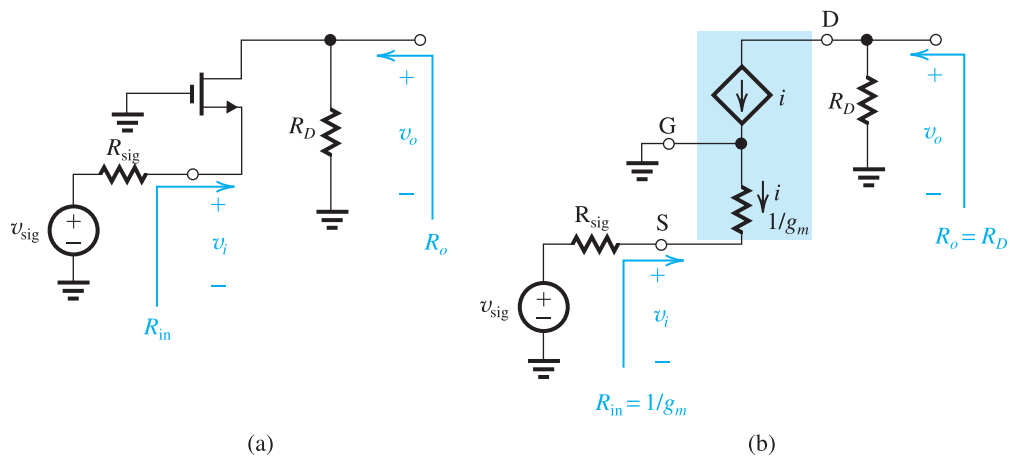 R_sig
v_sig
+
−
+
v_i
−
R_in
R_D
+
v_o
−
R_o
(a)
D
i
G
i
1/g_m
R_sig
S
v_sig
+
−
+
v_i
−
R_in = 1/g_m
R_D
+
v_o
−
R_o = R_D
(b)